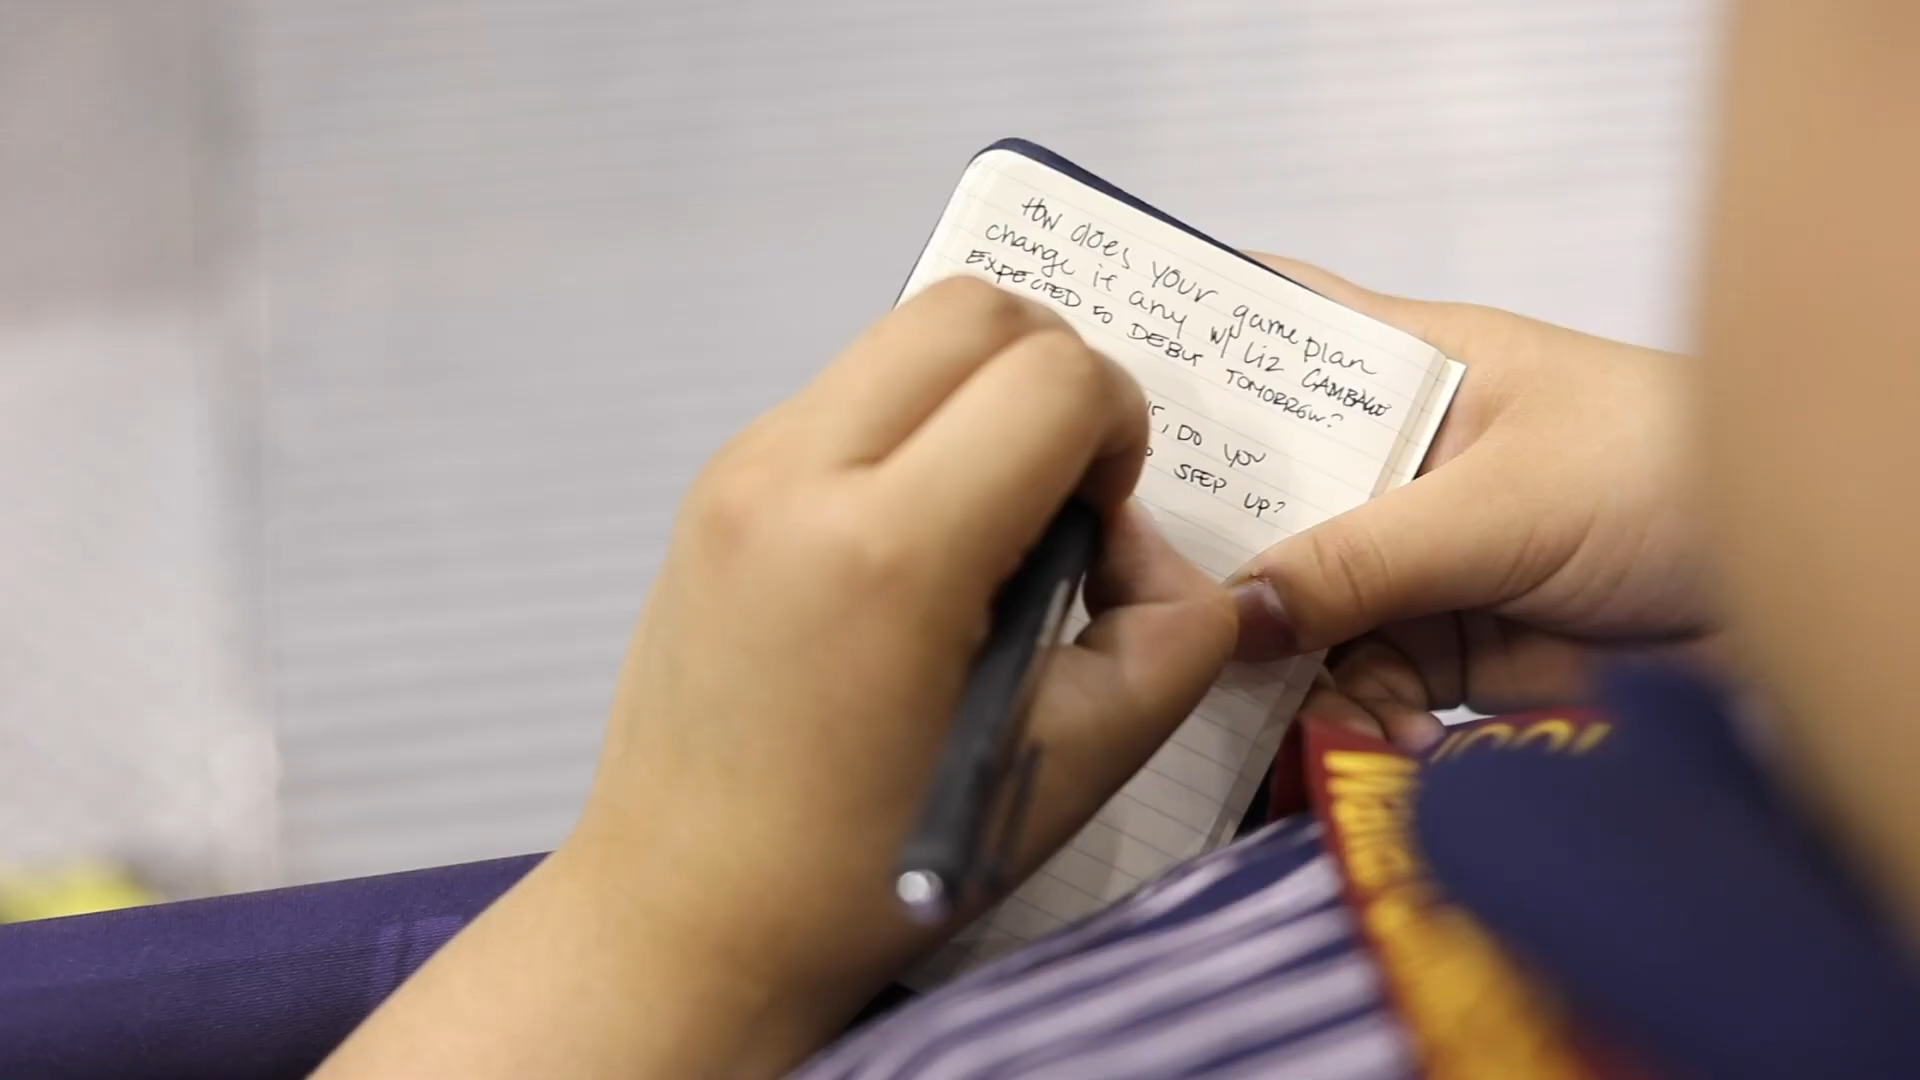 How does your gameplan
change if any w/ Liz CAMBAGE
EXPECTED to DEBUT TOMORROW?
, DO YOU
STEP UP?